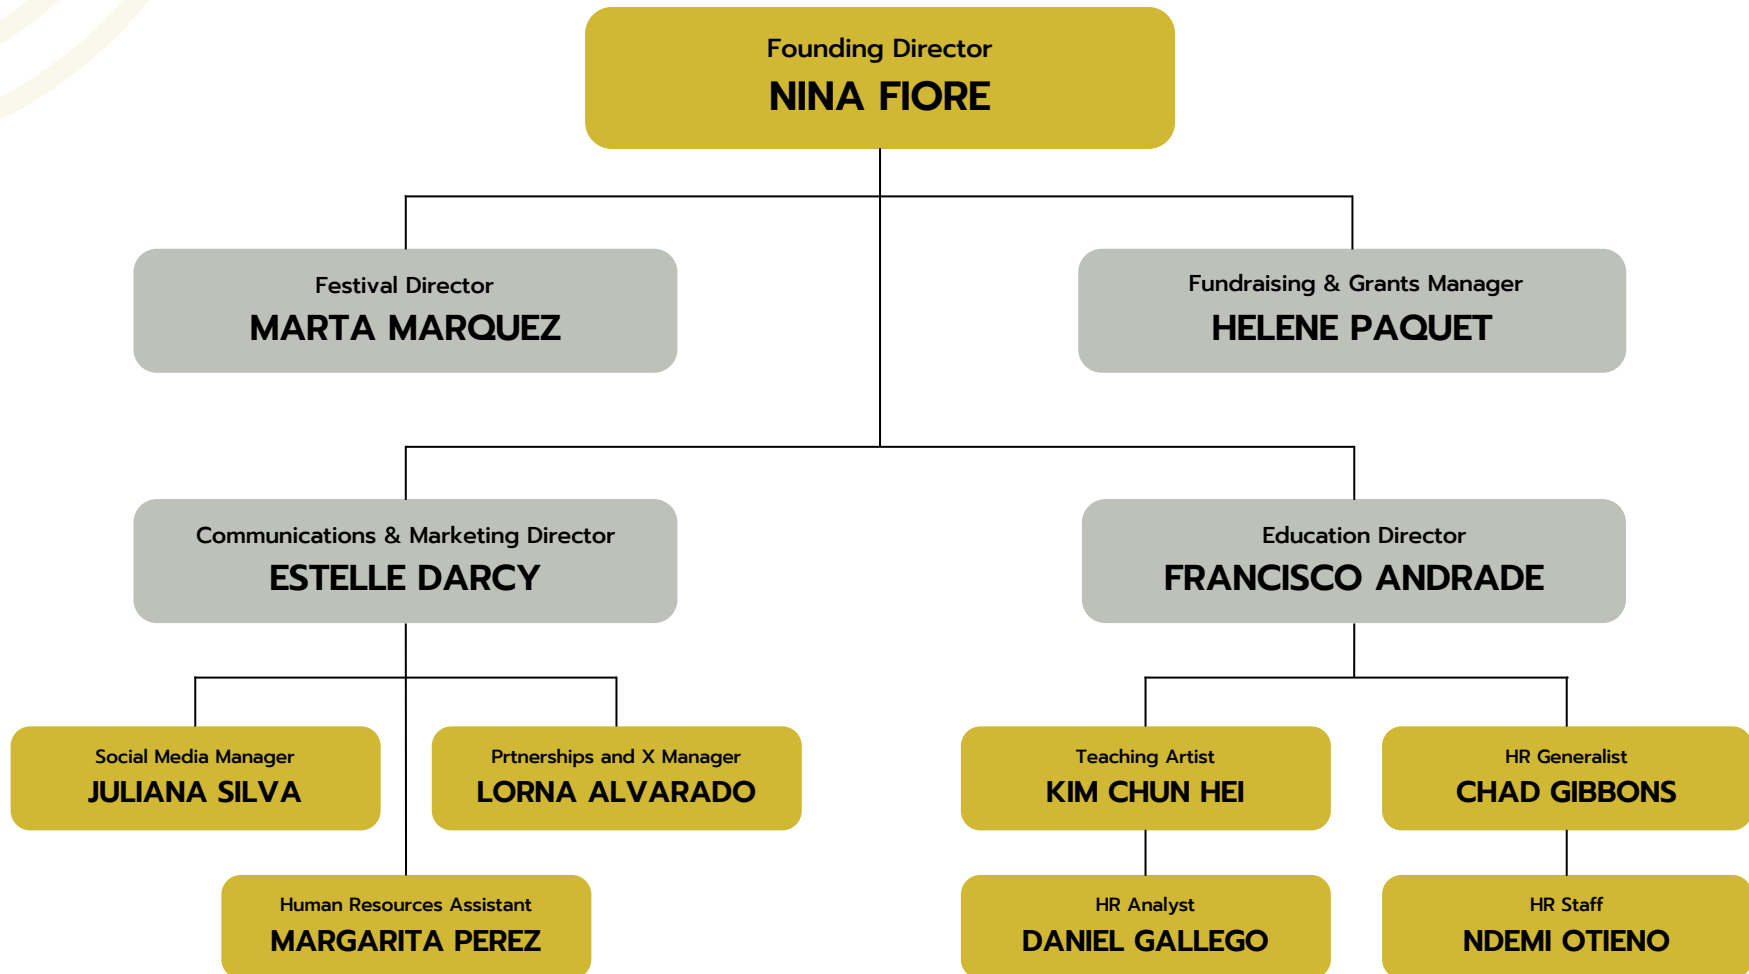 Founding Director
NINA FIORE
Festival Director
MARTA MARQUEZ
Fundraising & Grants Manager
HELENE PAQUET
Communications & Marketing Director
ESTELLE DARCY
Education Director
FRANCISCO ANDRADE
Social Media Manager
JULIANA SILVA
Prtnerships and X Manager
LORNA ALVARADO
Teaching Artist
KIM CHUN HEI
HR Generalist
CHAD GIBBONS
Human Resources Assistant
MARGARITA PEREZ
HR Analyst
DANIEL GALLEGO
HR Staff
NDEMI OTIENO